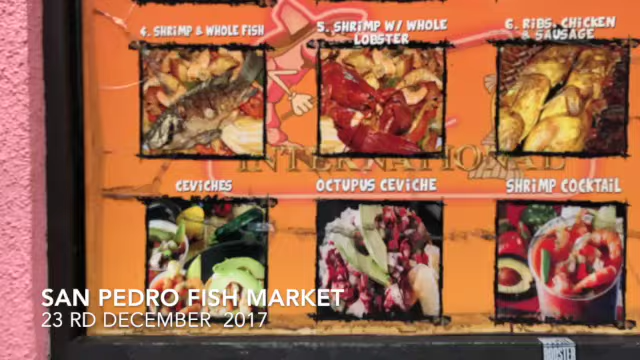 4. SHRIMP & WHOLE FISH
5. SHRIMP W/ WHOLE
LOBSTER
6. RIBS, CHICKEN
& SAUSAGE
INTERNATIONAL
CEVICHES
OCTUPUS CEVICHE
SHRIMP COCKTAIL
SAN PEDRO FISH MARKET
23 RD DECEMBER 2017